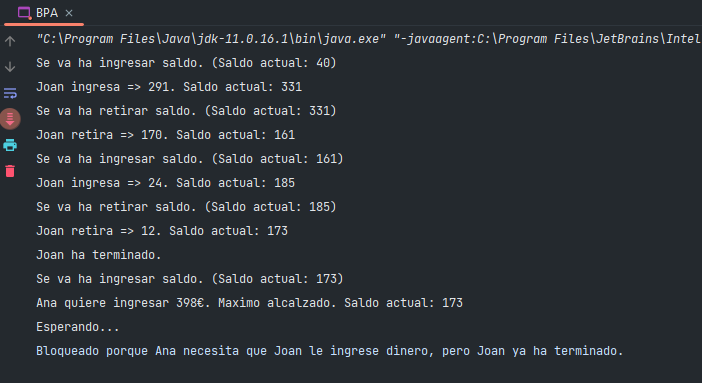 BPA
"C:\Program Files\Java\jdk-11.0.16.1\bin\java.exe" "-javaagent:C:\Program Files\JetBrains\Intel
Se va ha ingresar saldo. (Saldo actual: 40)
Joan ingresa => 291. Saldo actual: 331
Se va ha retirar saldo. (Saldo actual: 331)
Joan retira => 170. Saldo actual: 161
Se va ha ingresar saldo. (Saldo actual: 161)
Joan ingresa => 24. Saldo actual: 185
Se va ha retirar saldo. (Saldo actual: 185)
Joan retira => 12. Saldo actual: 173
Joan ha terminado.
Se va ha ingresar saldo. (Saldo actual: 173)
Ana quiere ingresar 398€. Maximo alcalzado. Saldo actual: 173
Esperando...
Bloqueado porque Ana necesita que Joan le ingrese dinero, pero Joan ya ha terminado.